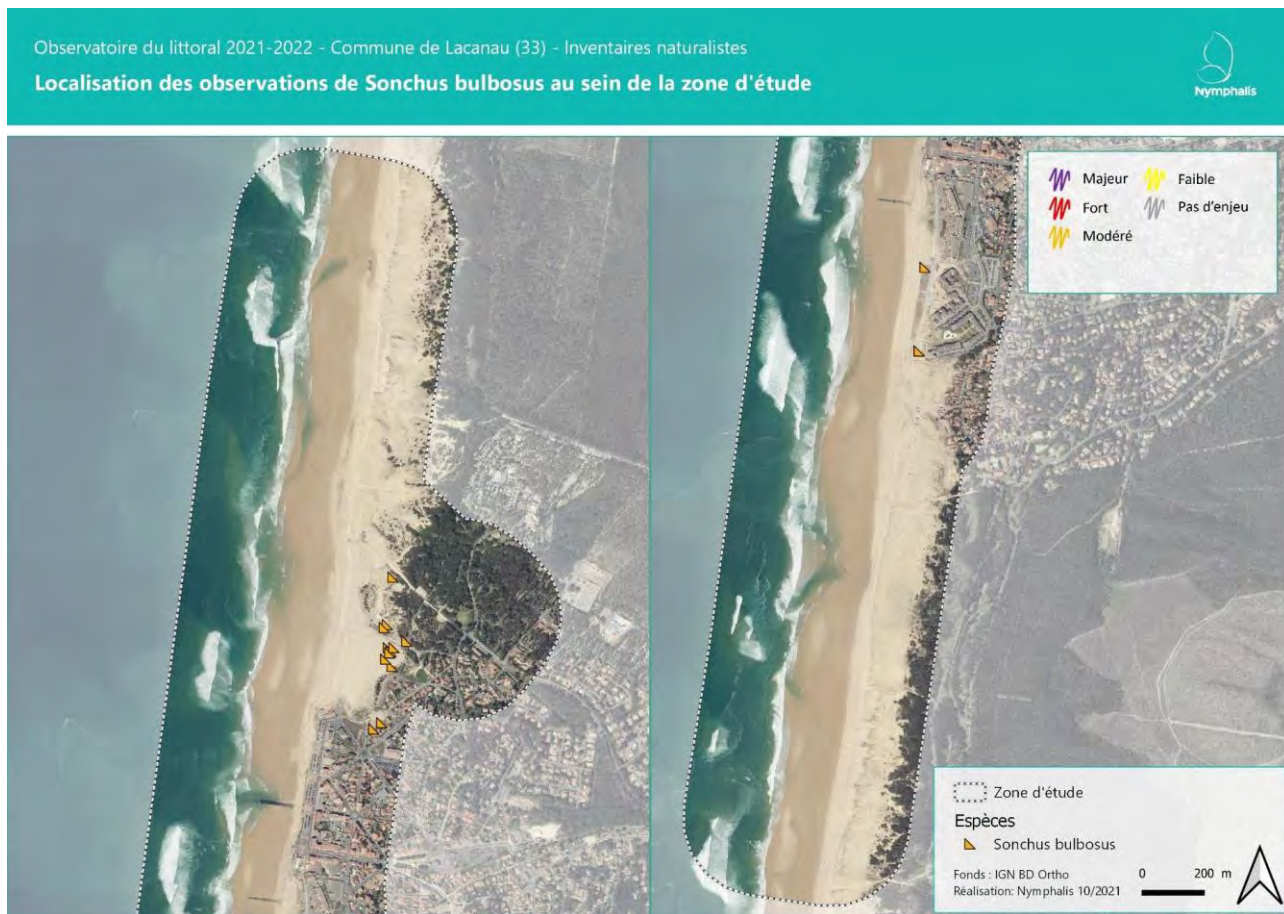 Observatoire du littoral 2021-2022 - Commune de Lacanau (33) - Inventaires naturalistes
Localisation des observations de Sonchus bulbosus au sein de la zone d'étude
Nymphalis
Majeur
Faible
Fort
Pas d'enjeu
Modéré
Zone d'étude
Espèces
Sonchus bulbosus
Fonds : IGN BD Ortho
Réalisation: Nymphalis 10/2021
0 200 m